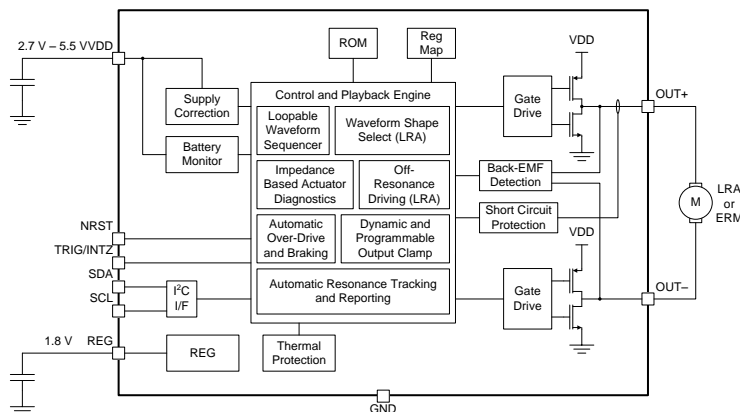 2.7 V – 5.5 VVDD
ROM
Reg
Map
VDD
Supply
Correction
Control and Playback Engine
Loopable
Waveform
Sequencer
Waveform Shape
Select (LRA)
Gate
Drive
OUT+
Battery
Monitor
Impedance
Based Actuator
Diagnostics
Off-
Resonance
Driving (LRA)
Back-EMF
Detection
LRA
or
ERM
M
NRST
TRIG/INTZ
Automatic
Over-Drive
and Braking
Dynamic and
Programmable
Output Clamp
Short Circuit
Protection
VDD
SDA
SCL
I²C
I/F
Automatic Resonance Tracking
and Reporting
Gate
Drive
OUT–
1.8 V
REG
REG
Thermal
Protection
GND